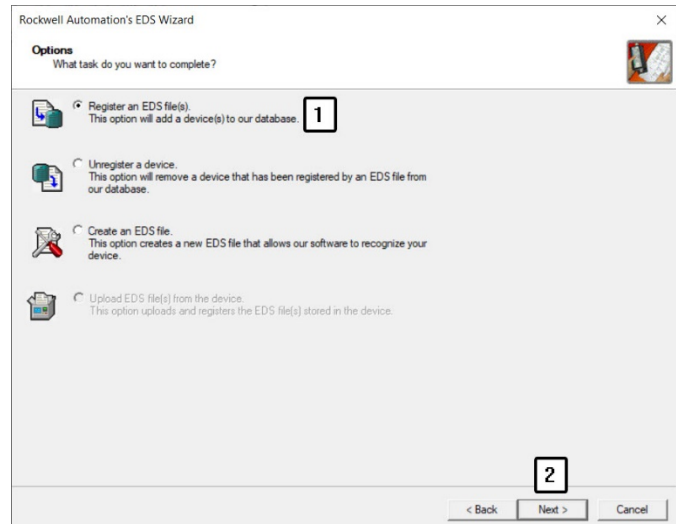 Rockwell Automation's EDS Wizard
Options
What task do you want to complete?
Register an EDS file(s).
This option will add a device(s) to our database.
1
Unregister a device.
This option will remove a device that has been registered by an EDS file from
our database.
Create an EDS file.
This option creates a new EDS file that allows our software to recognize your
device.
Upload EDS file(s) from the device.
This option uploads and registers the EDS file(s) stored in the device.
2
< Back Next > Cancel